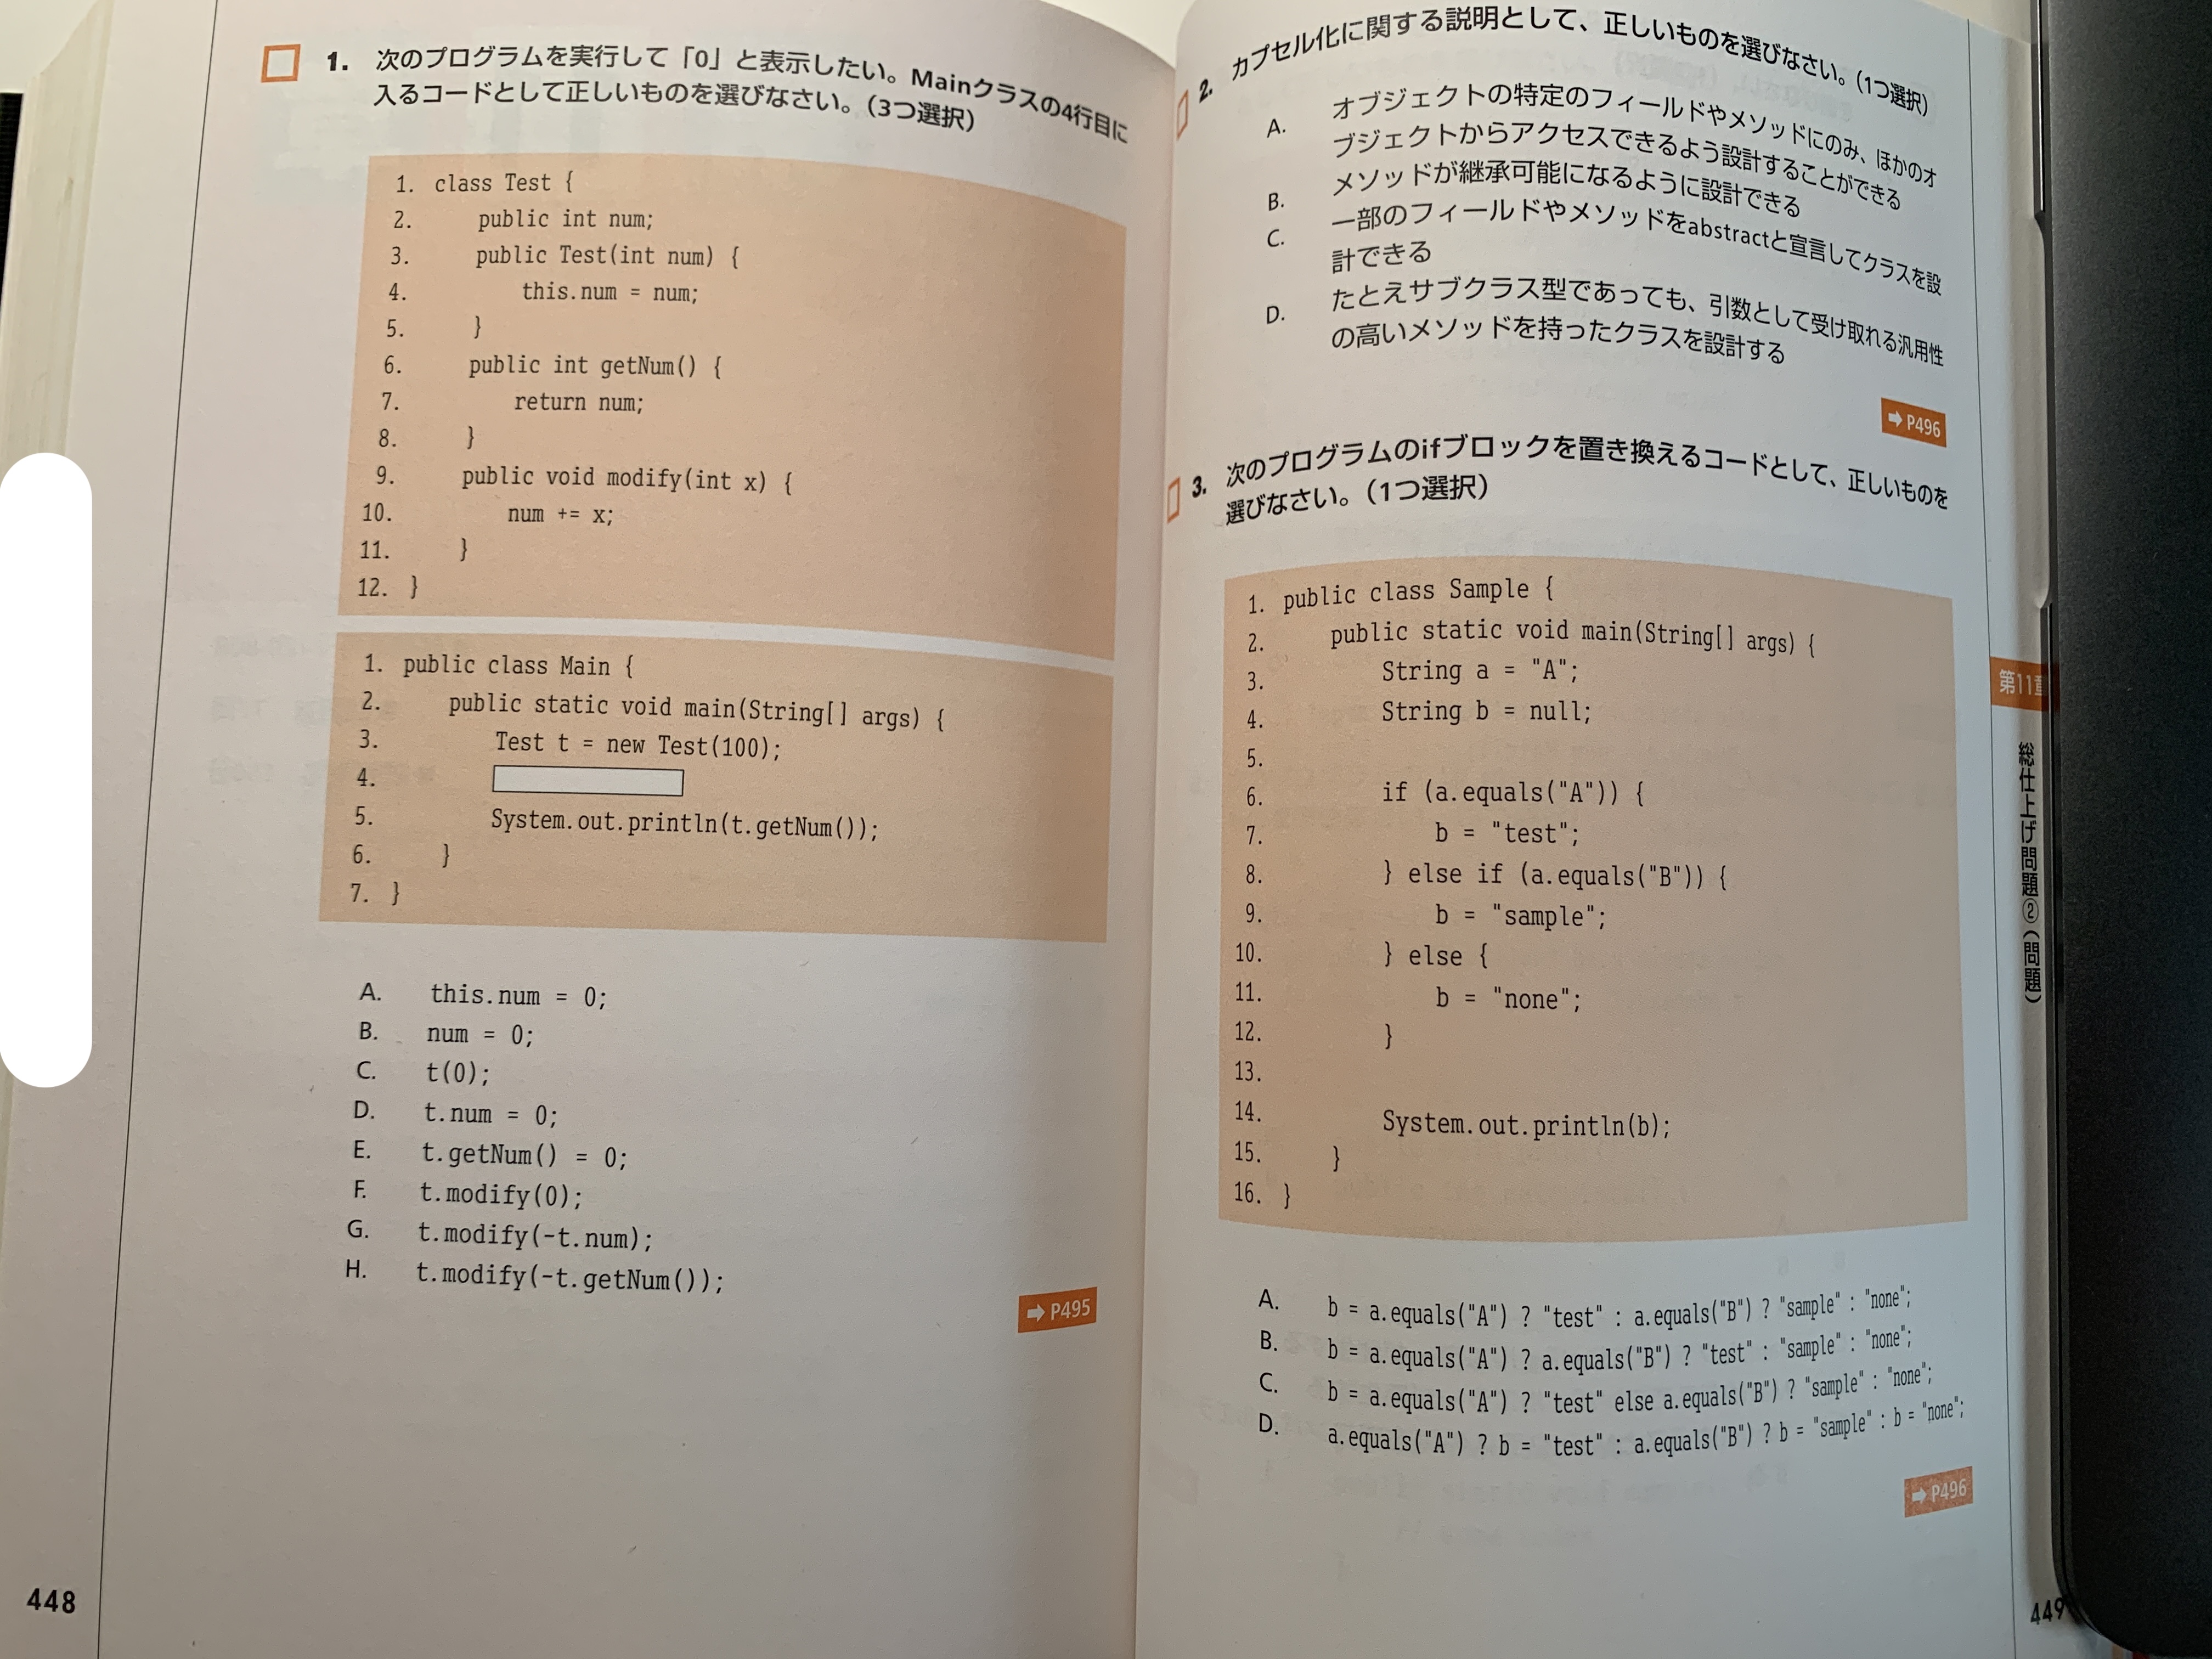 1. 次のプログラムを実行して「0」と表示したい。Mainクラスの4行目に
入るコードとして正しいものを選びなさい。（3つ選択）
1. class Test {
2. public int num;
3. public Test(int num) {
4. this.num = num;
5. }
6. public int getNum() {
7. return num;
8. }
9. public void modify(int x) {
10. num += x;
11. }
12. }
1. public class Main {
2. public static void main(String[] args) {
3. Test t = new Test(100);
4.
5. System.out.println(t.getNum());
6. }
7. }
A. this.num = 0;
B. num = 0;
C. t(0);
D. t.num = 0;
E. t.getNum() = 0;
F. t.modify(0);
G. t.modify(-t.num);
H. t.modify(-t.getNum());
➡ P495
448
2. カプセル化に関する説明として、正しいものを選びなさい。（1つ選択）
A. オブジェクトの特定のフィールドやメソッドにのみ、ほかのオ
ブジェクトからアクセスできるよう設計することができる
B. メソッドが継承可能になるように設計できる
C. 一部のフィールドやメソッドをabstractと宣言してクラスを設
計できる
D. たとえサブクラス型であっても、引数として受け取れる汎用性
の高いメソッドを持ったクラスを設計する
➡ P496
3. 次のプログラムのifブロックを置き換えるコードとして、正しいものを
選びなさい。（1つ選択）
1. public class Sample {
2. public static void main(String[] args) {
3. String a = "A";
4. String b = null;
5.
6. if (a.equals("A")) {
7. b = "test";
8. } else if (a.equals("B")) {
9. b = "sample";
10. } else {
11. b = "none";
12. }
13.
14. System.out.println(b);
15. }
16. }
A. b = a.equals("A") ? "test" : a.equals("B") ? "sample" : "none";
B. b = a.equals("A") ? a.equals("B") ? "test" : "sample" : "none";
C. b = a.equals("A") ? "test" else a.equals("B") ? "sample" : "none";
D. a.equals("A") ? b = "test" : a.equals("B") ? b = "sample" : b = "none";
➡ P496
第11章
総仕上げ問題②（問題）
449